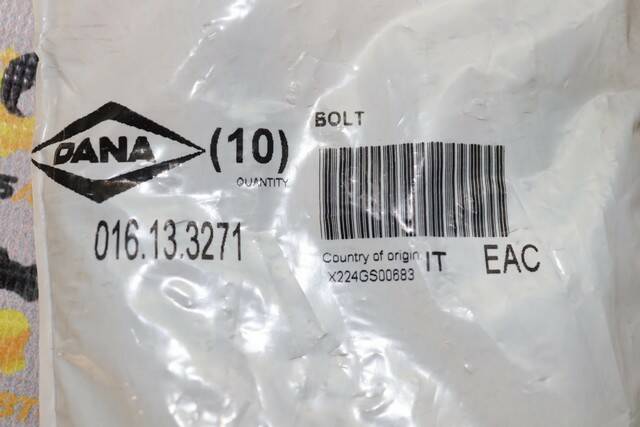 DANA
(10)
QUANTITY
016.13.3271
BOLT
Country of origin IT
X224GS00683
EAC